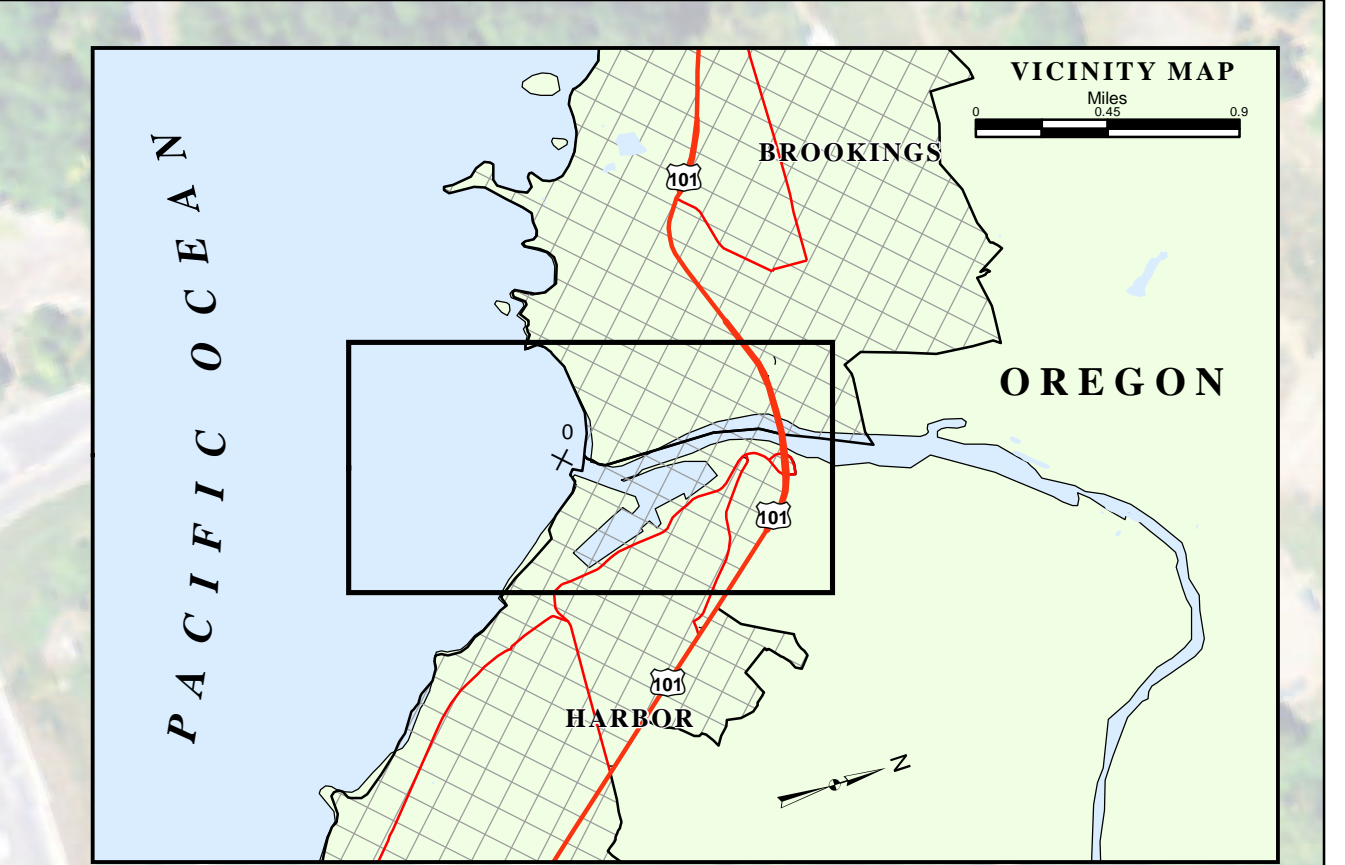 VICINITY MAP
Miles
0 0.45 0.9
BROOKINGS
101
PACIFIC OCEAN
OREGON
0
101
101
HARBOR
N